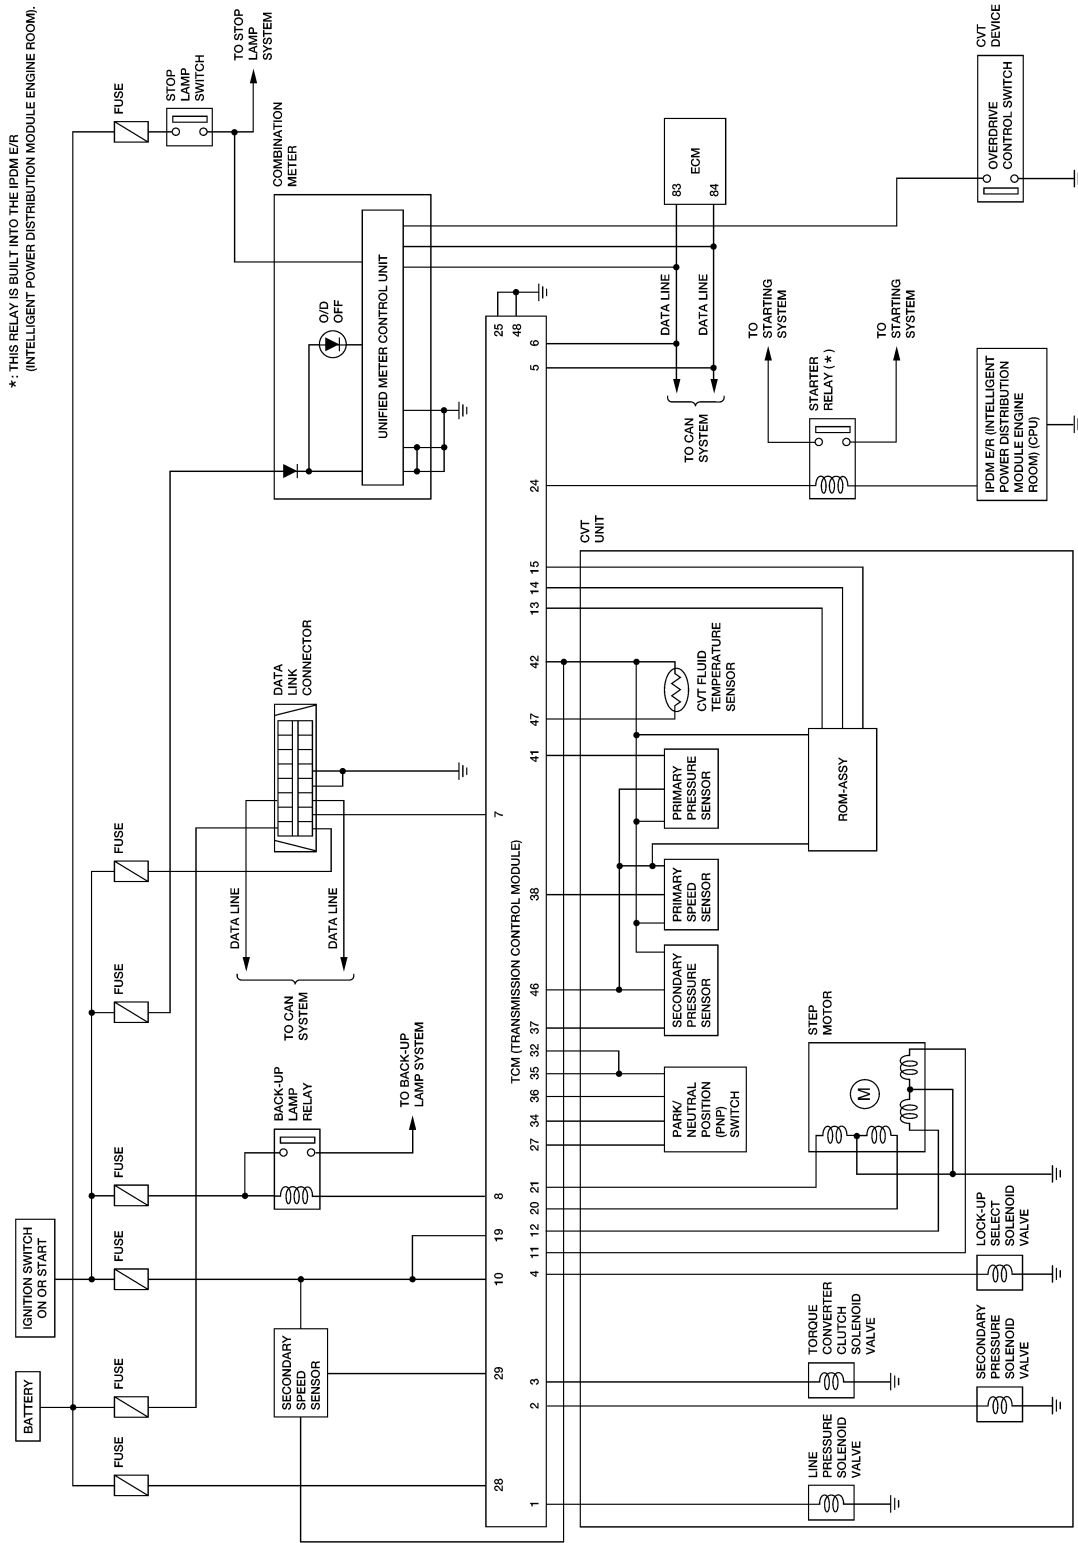 BATTERY
IGNITION SWITCH
ON OR START
FUSE
FUSE
FUSE
FUSE
FUSE
FUSE
FUSE
STOP
LAMP
SWITCH
TO STOP
LAMP
SYSTEM
*: THIS RELAY IS BUILT INTO THE IPDM E/R
(INTELLIGENT POWER DISTRIBUTION MODULE ENGINE ROOM).
SECONDARY
SPEED
SENSOR
BACK-UP
LAMP
RELAY
TO BACK-UP
LAMP SYSTEM
DATA
LINK
CONNECTOR
DATA LINE
DATA LINE
TO CAN
SYSTEM
COMBINATION
METER
O/D
OFF
UNIFIED METER CONTROL UNIT
28
29
10
19
8
7
25
48
TCM (TRANSMISSION CONTROL MODULE)
1
2
3
4
11
12
20
21
27
34
36
35
32
37
46
38
41
47
42
13
14
15
24
5
6
CVT
UNIT
PARK/
NEUTRAL
POSITION
(PNP)
SWITCH
SECONDARY
PRESSURE
SENSOR
PRIMARY
SPEED
SENSOR
PRIMARY
PRESSURE
SENSOR
CVT FLUID
TEMPERATURE
SENSOR
TO CAN
SYSTEM
DATA LINE
DATA LINE
83
84
ECM
LINE
PRESSURE
SOLENOID
VALVE
TORQUE
CONVERTER
CLUTCH
SOLENOID
VALVE
STEP
MOTOR
M
ROM-ASSY
STARTER
RELAY (*)
TO
STARTING
SYSTEM
TO
STARTING
SYSTEM
SECONDARY
PRESSURE
SOLENOID
VALVE
LOCK-UP
SELECT
SOLENOID
VALVE
IPDM E/R (INTELLIGENT
POWER DISTRIBUTION
MODULE ENGINE
ROOM) (CPU)
OVERDRIVE
CONTROL SWITCH
CVT
DEVICE